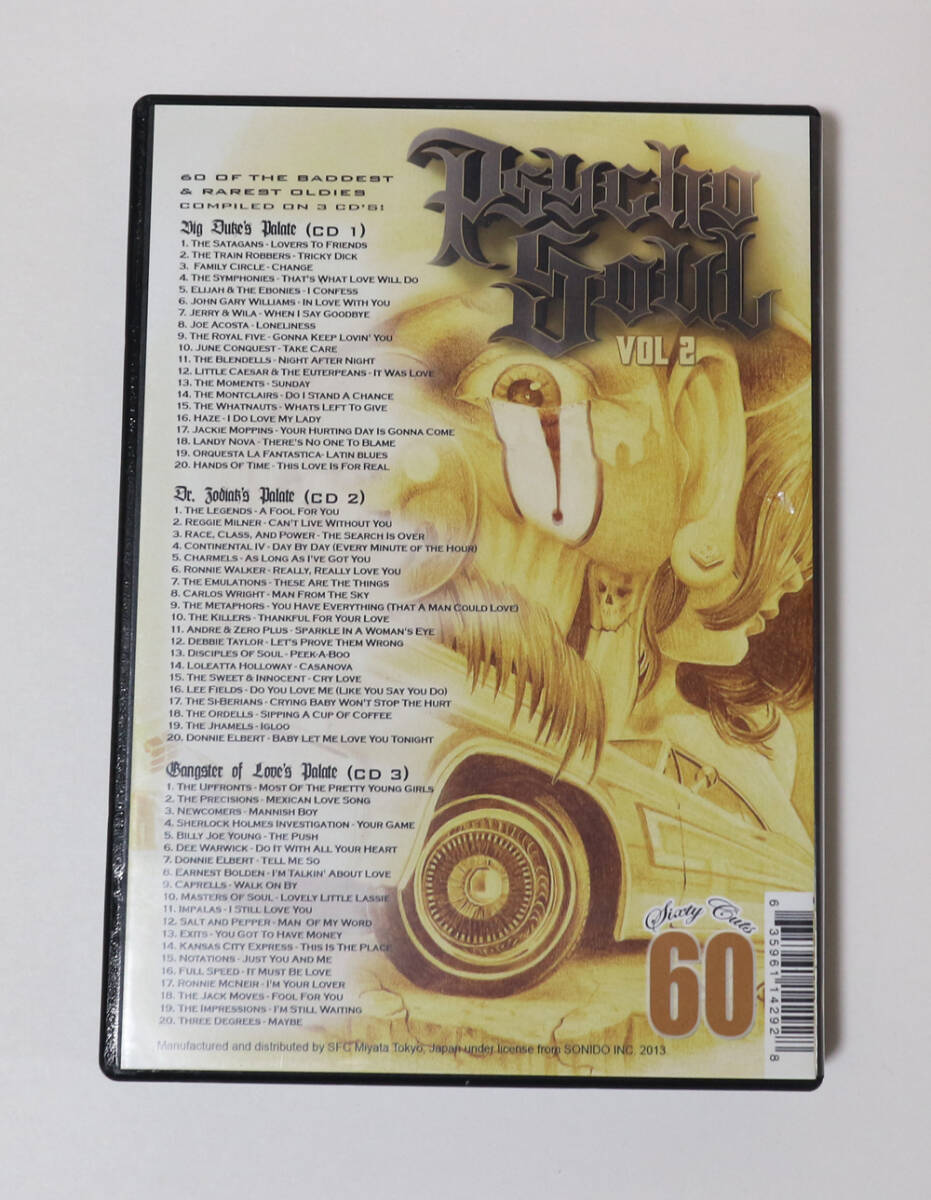 Psycho
Soul
VOL 2
60 OF THE BADDEST
& RAREST OLDIES
COMPILED ON 3 CD'S!
Big Duke's Palate (CD 1)
1. THE SATAGANS - LOVERS TO FRIENDS
2. THE TRAIN ROBBERS - TRICKY DICK
3. FAMILY CIRCLE - CHANGE
4. THE SYMPHONIES - THAT'S WHAT LOVE WILL DO
5. ELIJAH & THE EBONIES - I CONFESS
6. JOHN GARY WILLIAMS - IN LOVE WITH YOU
7. JERRY & WILA - WHEN I SAY GOODBYE
8. JOE ACOSTA - LONELINESS
9. THE ROYAL FIVE - GONNA KEEP LOVIN' YOU
10. JUNE CONQUEST - TAKE CARE
11. THE BLENDELLS - NIGHT AFTER NIGHT
12. LITTLE CAESAR & THE EUTERPEANS - IT WAS LOVE
13. THE MOMENTS - SUNDAY
14. THE MONTCLAIRS - DO I STAND A CHANCE
15. THE WHATNAUTS - WHATS LEFT TO GIVE
16. HAZE - I DO LOVE MY LADY
17. JACKIE MOPPINS - YOUR HURTING DAY IS GONNA COME
18. LANDY NOVA - THERE'S NO ONE TO BLAME
19. ORQUESTA LA FANTASTICA- LATIN BLUES
20. HANDS OF TIME - THIS LOVE IS FOR REAL
Dr. Zodiak's Palate (CD 2)
1. THE LEGENDS - A FOOL FOR YOU
2. REGGIE MILNER - CAN'T LIVE WITHOUT YOU
3. RACE, CLASS, AND POWER - THE SEARCH IS OVER
4. CONTINENTAL IV - DAY BY DAY (EVERY MINUTE OF THE HOUR)
5. CHARMELS - AS LONG AS I'VE GOT YOU
6. RONNIE WALKER - REALLY, REALLY LOVE YOU
7. THE EMULATIONS - THESE ARE THE THINGS
8. CARLOS WRIGHT - MAN FROM THE SKY
9. THE METAPHORS - YOU HAVE EVERYTHING (THAT A MAN COULD LOVE)
10. THE KILLERS - THANKFUL FOR YOUR LOVE
11. ANDRE & ZERO PLUS - SPARKLE IN A WOMAN'S EYE
12. DEBBIE TAYLOR - LET'S PROVE THEM WRONG
13. DISCIPLES OF SOUL - PEEK-A-BOO
14. LOLEATTA HOLLOWAY - CASANOVA
15. THE SWEET & INNOCENT - CRY LOVE
16. LEE FIELDS - DO YOU LOVE ME (LIKE YOU SAY YOU DO)
17. THE SI-BERIANS - CRYING BABY WON'T STOP THE HURT
18. THE ORDELLS - SIPPING A CUP OF COFFEE
19. THE JHAMELS - IGLOO
20. DONNIE ELBERT - BABY LET ME LOVE YOU TONIGHT
Gangster of Love's Palate (CD 3)
1. THE UPFRONTS - MOST OF THE PRETTY YOUNG GIRLS
2. THE PRECISIONS - MEXICAN LOVE SONG
3. NEWCOMERS - MANNISH BOY
4. SHERLOCK HOLMES INVESTIGATION - YOUR GAME
5. BILLY JOE YOUNG - THE PUSH
6. DEE WARWICK - DO IT WITH ALL YOUR HEART
7. DONNIE ELBERT - TELL ME SO
8. EARNEST BOLDEN - I'M TALKIN' ABOUT LOVE
9. CAPRELLS - WALK ON BY
10. MASTERS OF SOUL - LOVELY LITTLE LASSIE
11. IMPALAS - I STILL LOVE YOU
12. SALT AND PEPPER - MAN OF MY WORD
13. EXITS - YOU GOT TO HAVE MONEY
14. KANSAS CITY EXPRESS - THIS IS THE PLACE
15. NOTATIONS - JUST YOU AND ME
16. FULL SPEED - IT MUST BE LOVE
17. RONNIE MCNEIR - I'M YOUR LOVER
18. THE JACK MOVES - FOOL FOR YOU
19. THE IMPRESSIONS - I'M STILL WAITING
20. THREE DEGREES - MAYBE
Sixty Cuts
60
6 35961 14292 8
Manufactured and distributed by SFC Miyata Tokyo, Japan under license from SONIDO INC. 2013